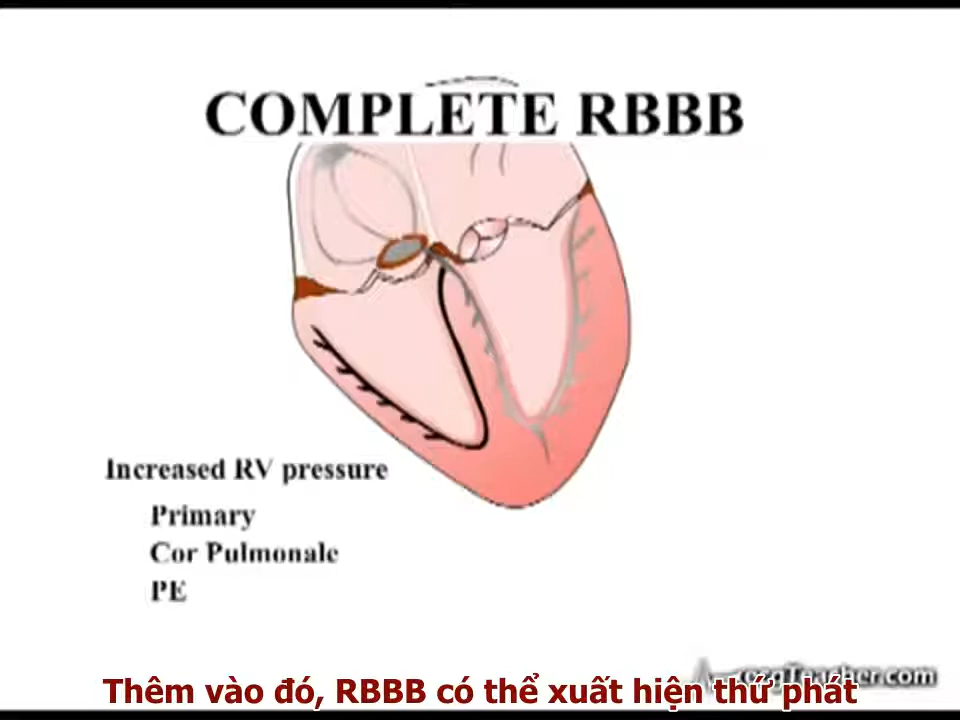 COMPLETE RBBB
Increased RV pressure
Primary
Cor Pulmonale
PE
Thêm vào đó, RBBB có thể xuất hiện thứ phát